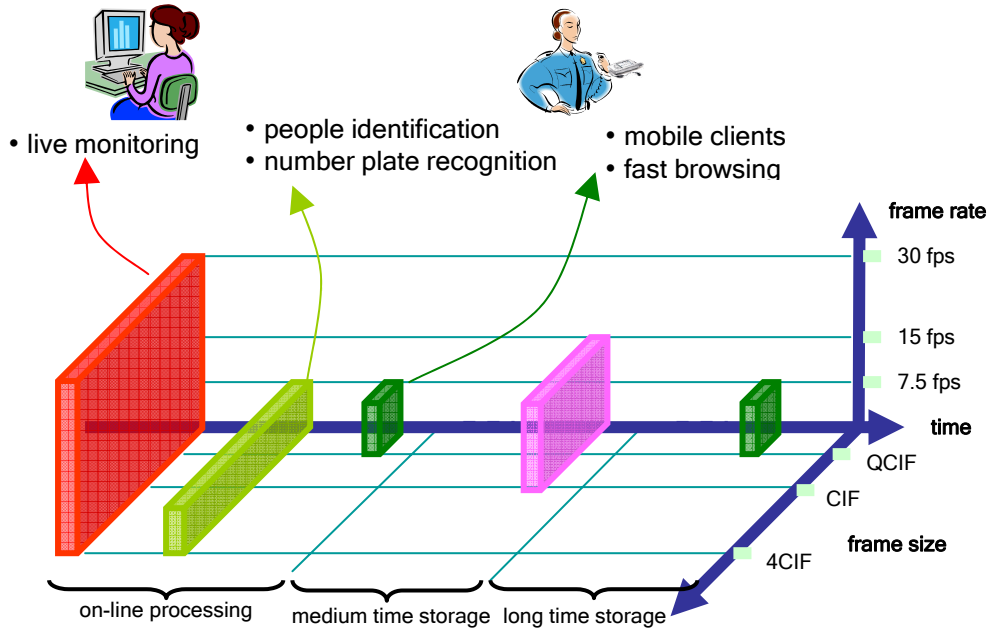 • live monitoring
• people identification
• number plate recognition
• mobile clients
• fast browsing
frame rate
30 fps
15 fps
7.5 fps
time
QCIF
CIF
4CIF
frame size
on-line processing
medium time storage
long time storage